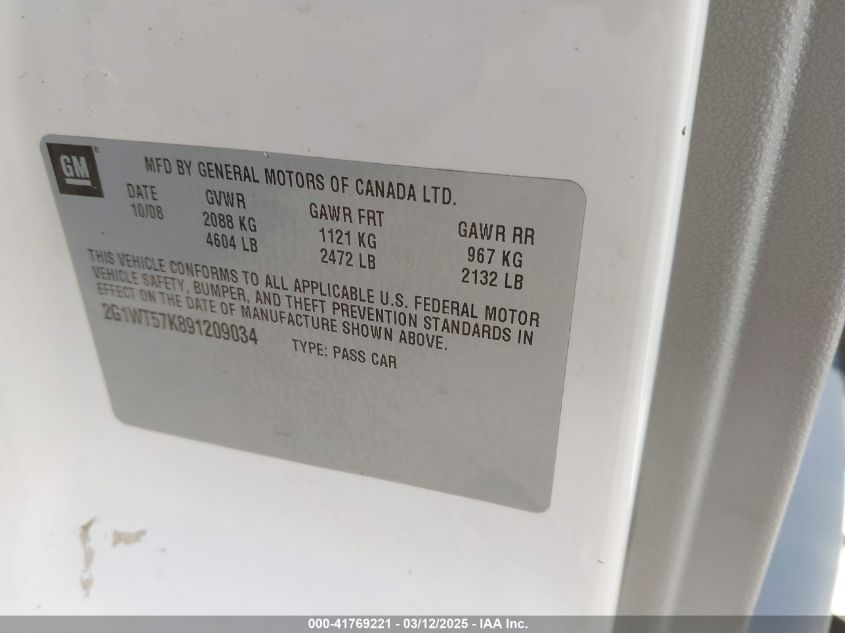 GM
MFD BY GENERAL MOTORS OF CANADA LTD.
DATE GVWR GAWR FRT GAWR RR
10/08 2088 KG 1121 KG 967 KG
4604 LB 2472 LB 2132 LB
THIS VEHICLE CONFORMS TO ALL APPLICABLE U.S. FEDERAL MOTOR
VEHICLE SAFETY, BUMPER, AND THEFT PREVENTION STANDARDS IN
EFFECT ON THE DATE OF MANUFACTURE SHOWN ABOVE.
2G1WT57K891209034 TYPE: PASS CAR
000-41769221 - 03/12/2025 - IAA Inc.